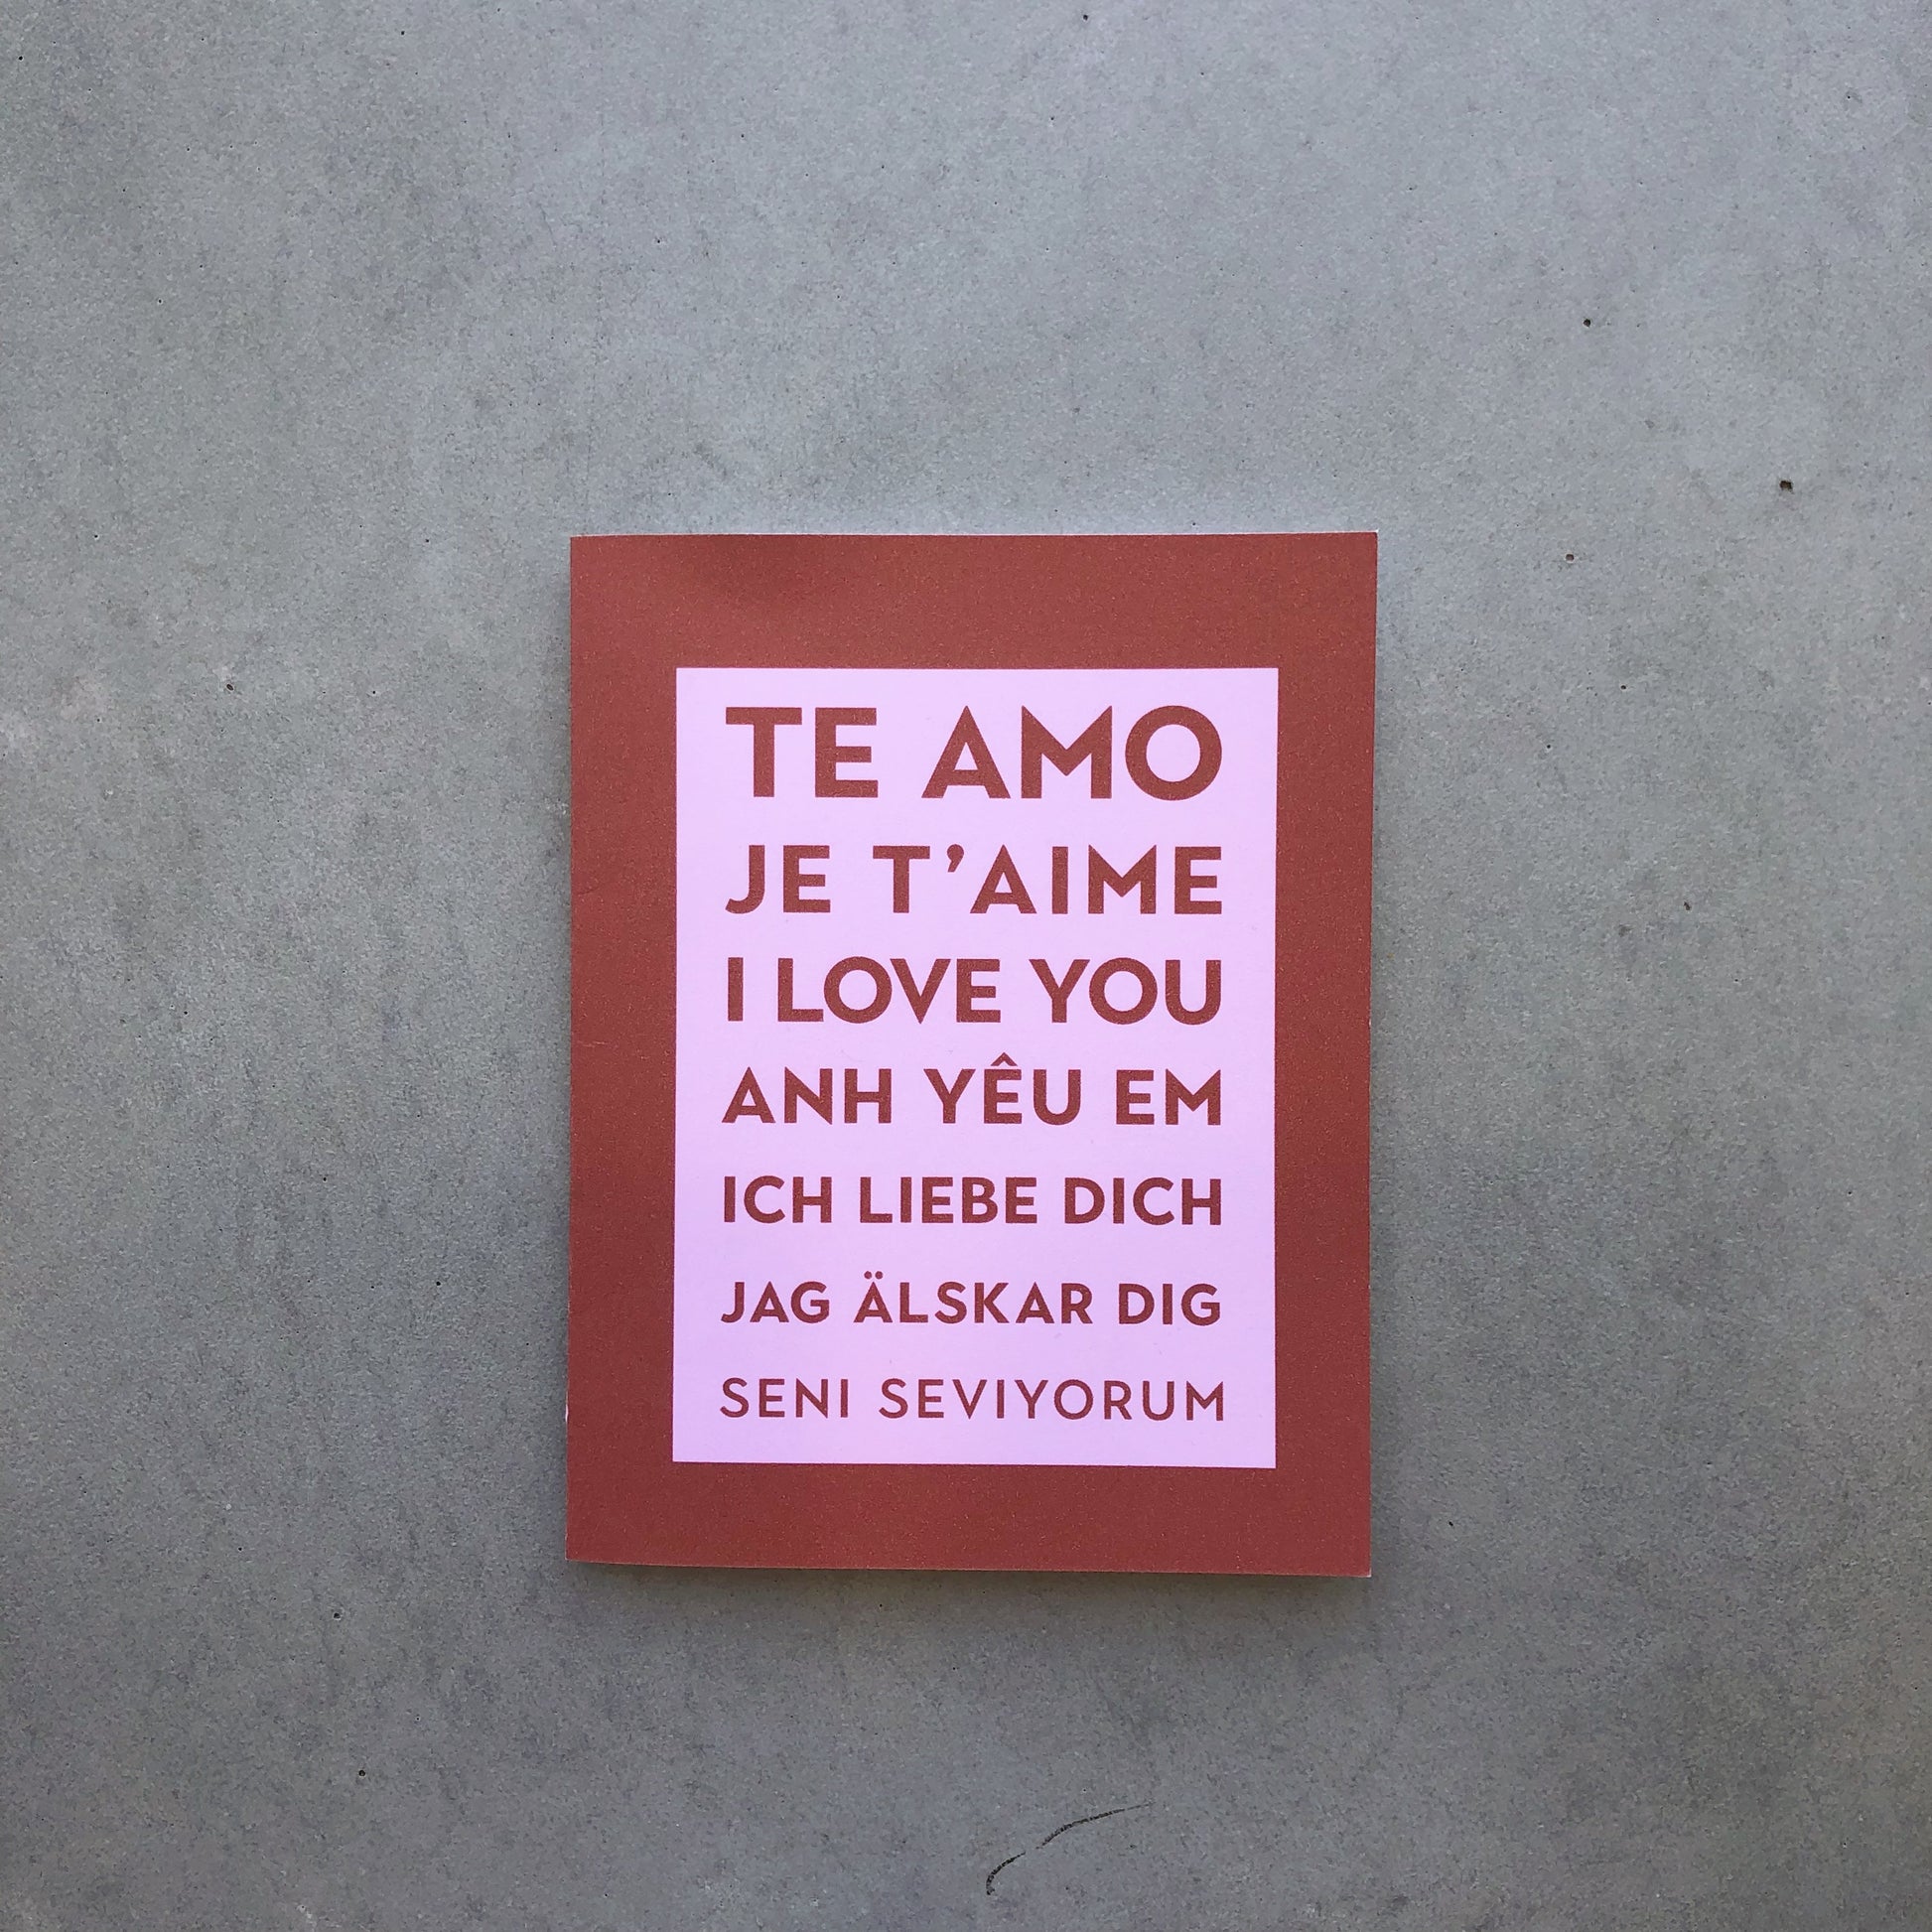 TE AMO
JE T’AIME
I LOVE YOU
ANH YÊU EM
ICH LIEBE DICH
JAG ÄLSKAR DIG
SENI SEVIYORUM